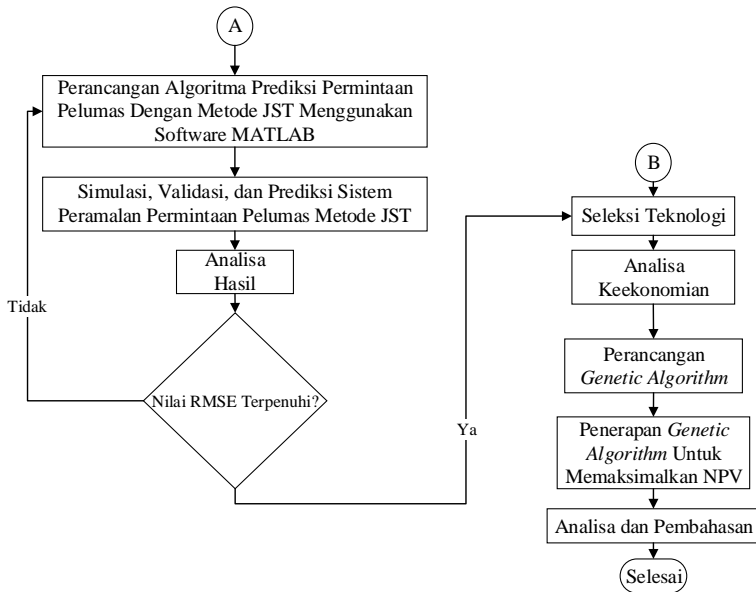 A
Perancangan Algoritma Prediksi Permintaan
Pelumas Dengan Metode JST Menggunakan
Software MATLAB
Simulasi, Validasi, dan Prediksi Sistem
Peramalan Permintaan Pelumas Metode JST
Analisa
Hasil
Tidak
Nilai RMSE Terpenuhi?
Ya
B
Seleksi Teknologi
Analisa
Keekonomian
Perancangan
Genetic Algorithm
Penerapan Genetic
Algorithm Untuk
Memaksimalkan NPV
Analisa dan Pembahasan
Selesai